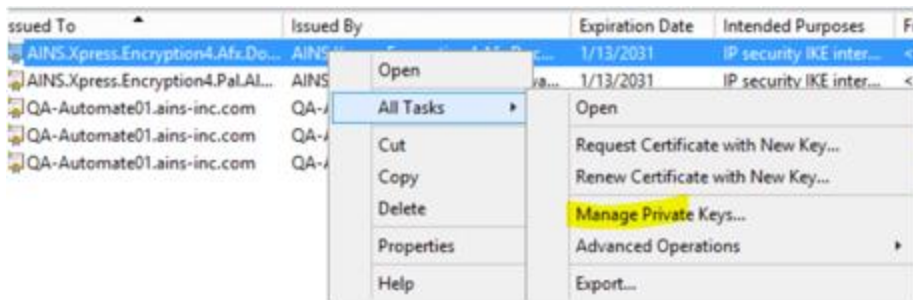 ssued To Issued By Expiration Date Intended Purposes F
AINS.Xpress.Encryption4.Afx.Do... AINS 1/13/2031 IP security IKE inter...
AINS.Xpress.Encryption4.Pal.Al... AINS va... 1/13/2031 IP security IKE inter...
QA-Automate01.ains-inc.com QA-
QA-Automate01.ains-inc.com QA-
QA-Automate01.ains-inc.com QA-
Open
All Tasks
Cut
Copy
Delete
Properties
Help
Open
Request Certificate with New Key...
Renew Certificate with New Key...
Manage Private Keys...
Advanced Operations
Export...